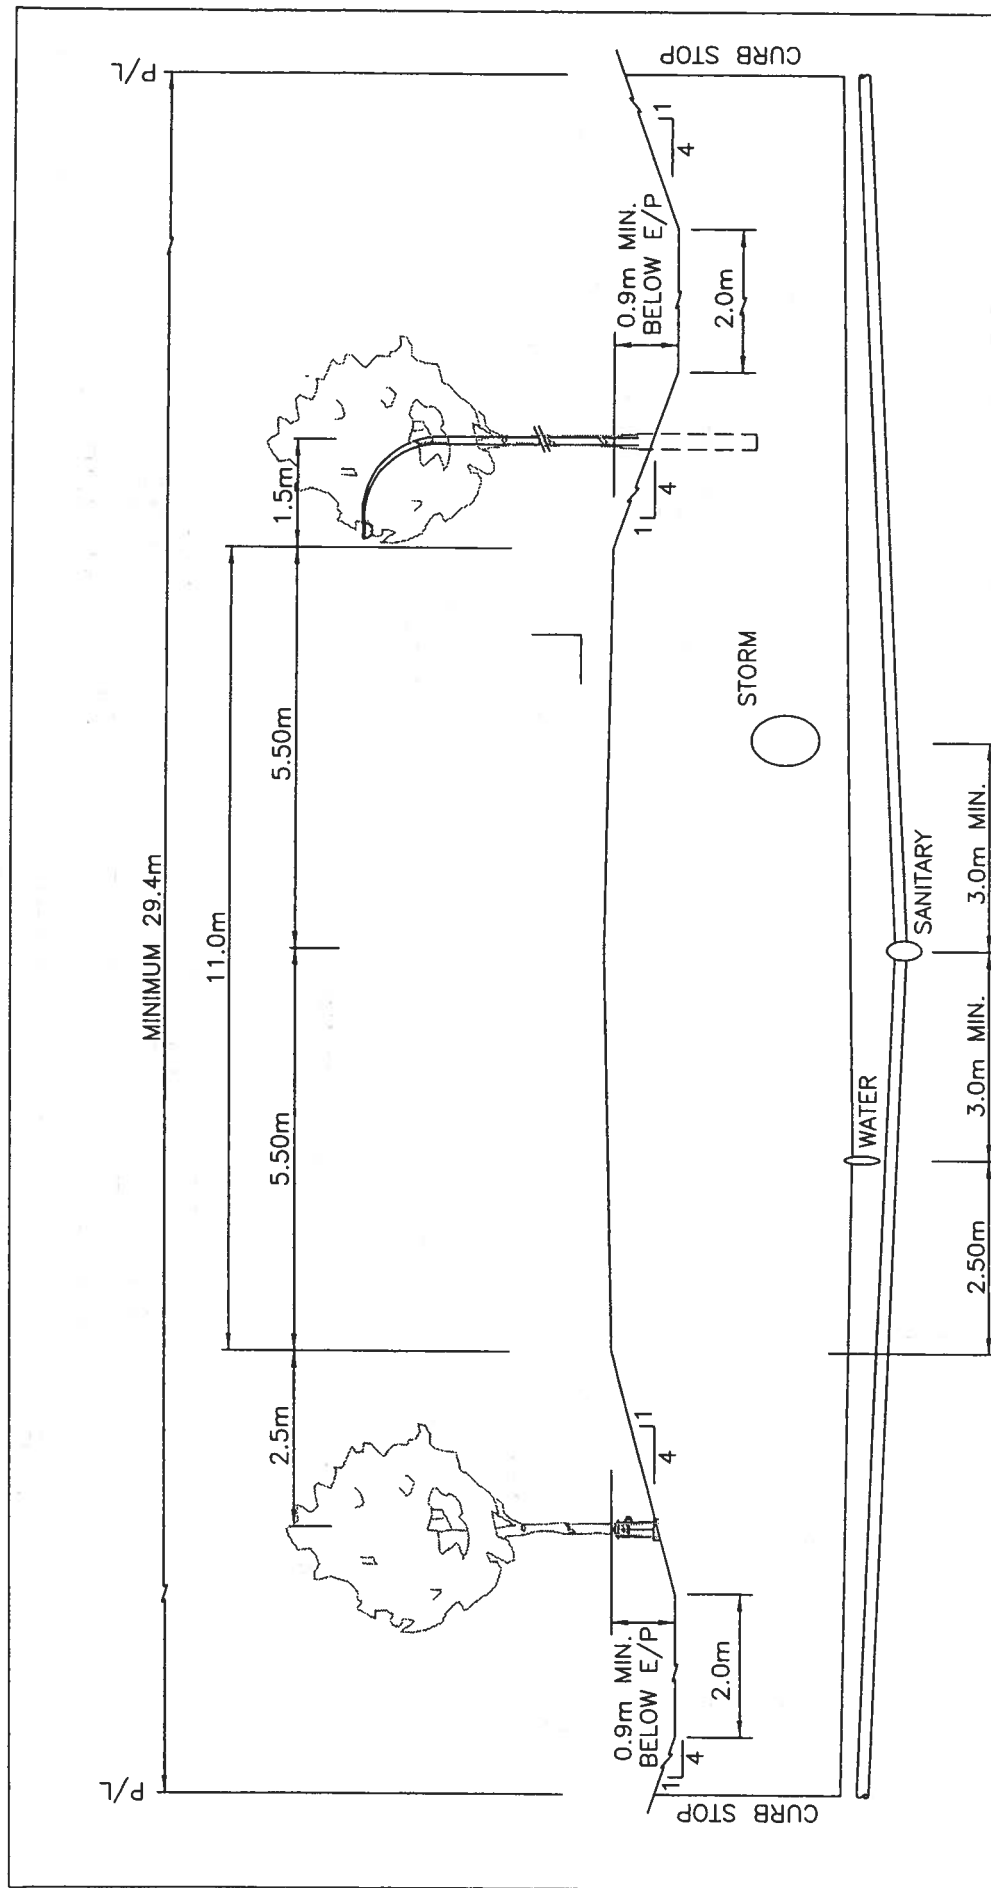 P/L
P/L
MINIMUM 29.4m
11.0m
2.5m
5.50m
5.50m
1.5m
0.9m MIN.
BELOW E/P
2.0m
1
4
1
4
1
4
0.9m MIN.
BELOW E/P
2.0m
1
4
CURB STOP
CURB STOP
STORM
WATER
SANITARY
2.50m
3.0m MIN.
3.0m MIN.